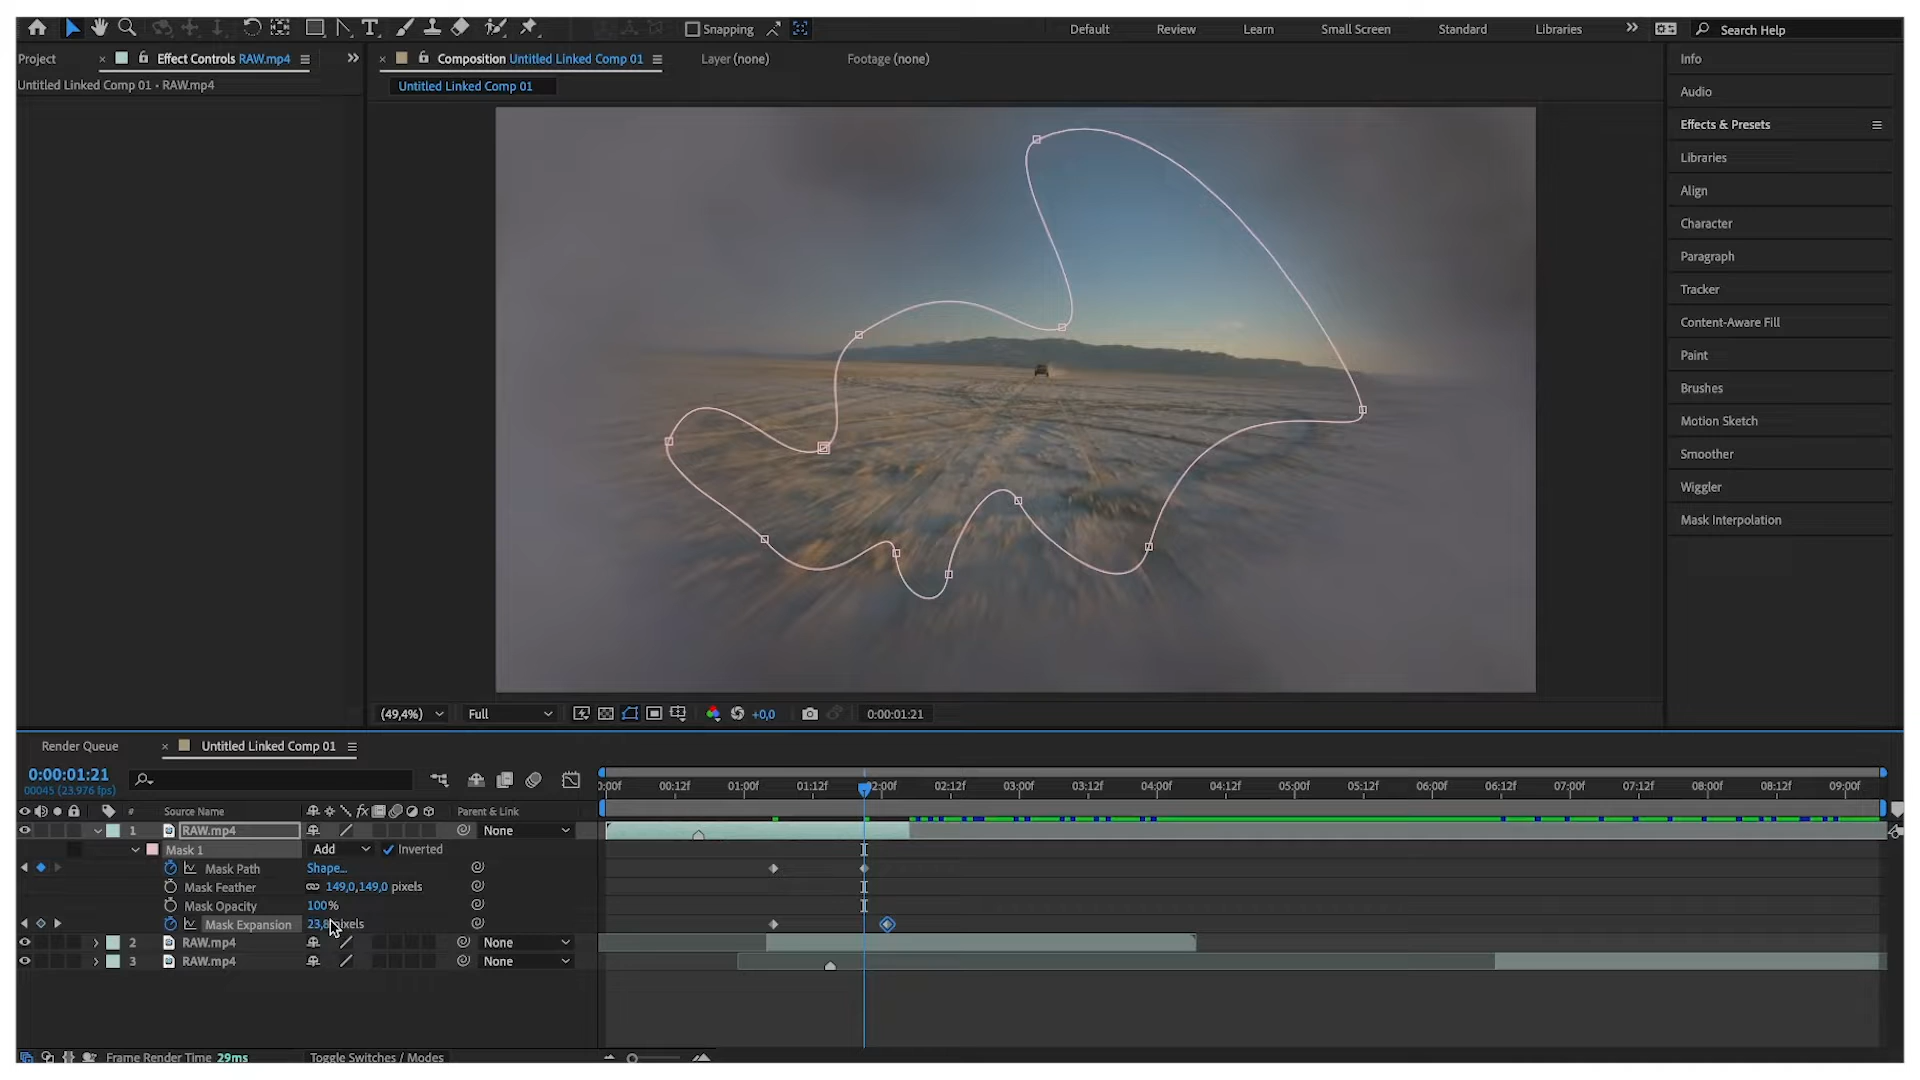 Snapping
Default
Review
Learn
Small Screen
Standard
Libraries
Search Help
Project
Effect Controls RAW.mp4
Composition Untitled Linked Comp 01
Layer (none)
Footage (none)
Info
Untitled Linked Comp 01 • RAW.mp4
Untitled Linked Comp 01
Audio
Effects & Presets
Libraries
Align
Character
Paragraph
Tracker
Content-Aware Fill
Paint
Brushes
Motion Sketch
Smoother
Wiggler
Mask Interpolation
(49,4%)
Full
+0,0
0:00:01:21
Render Queue
Untitled Linked Comp 01
0:00:01:21
00045 (23.976 fps)
0:00f 00:12f 01:00f 01:12f 02:00f 02:12f 03:00f 03:12f 04:00f 04:12f 05:00f 05:12f 06:00f 06:12f 07:00f 07:12f 08:00f 08:12f 09:00f
# Source Name fx Parent & Link
1 RAW.mp4 None
Mask 1 Add Inverted
Mask Path Shape...
Mask Feather 149,0,149,0 pixels
Mask Opacity 100%
Mask Expansion
2 RAW.mp4 None
3 RAW.mp4 None
Frame Render Time 29ms
Toggle Switches / Modes